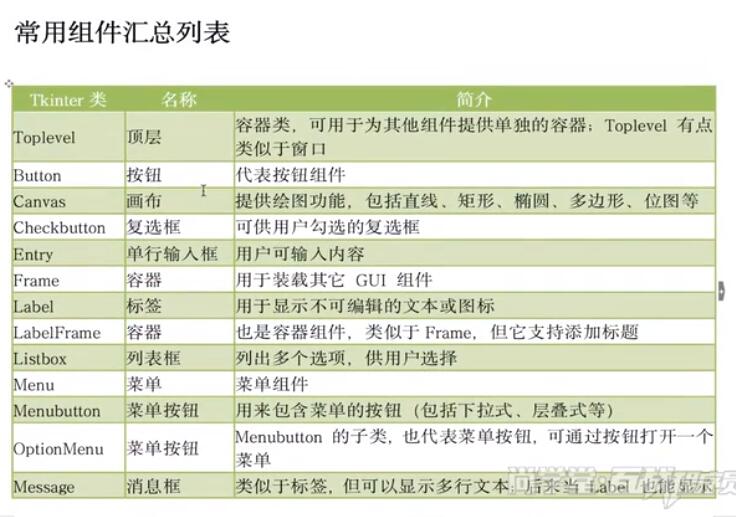 常用组件汇总列表
Tkinter 类 名称 简介
Toplevel 顶层 容器类，可用于为其他组件提供单独的容器；Toplevel 有点
类似于窗口
Button 按钮 代表按钮组件
Canvas 画布 提供绘图功能，包括直线、矩形、椭圆、多边形、位图等
Checkbutton 复选框 可供用户勾选的复选框
Entry 单行输入框 用户可输入内容
Frame 容器 用于装载其它 GUI 组件
Label 标签 用于显示不可编辑的文本或图标
LabelFrame 容器 也是容器组件，类似于 Frame，但它支持添加标题
Listbox 列表框 列出多个选项，供用户选择
Menu 菜单 菜单组件
Menubutton 菜单按钮 用来包含菜单的按钮（包括下拉式、层叠式等）
OptionMenu 菜单按钮 Menubutton 的子类，也代表菜单按钮，可通过按钮打开一个
菜单
Message 消息框 类似于标签，但可以显示多行文本；后来当 Label 也能显示
尚学堂·百战